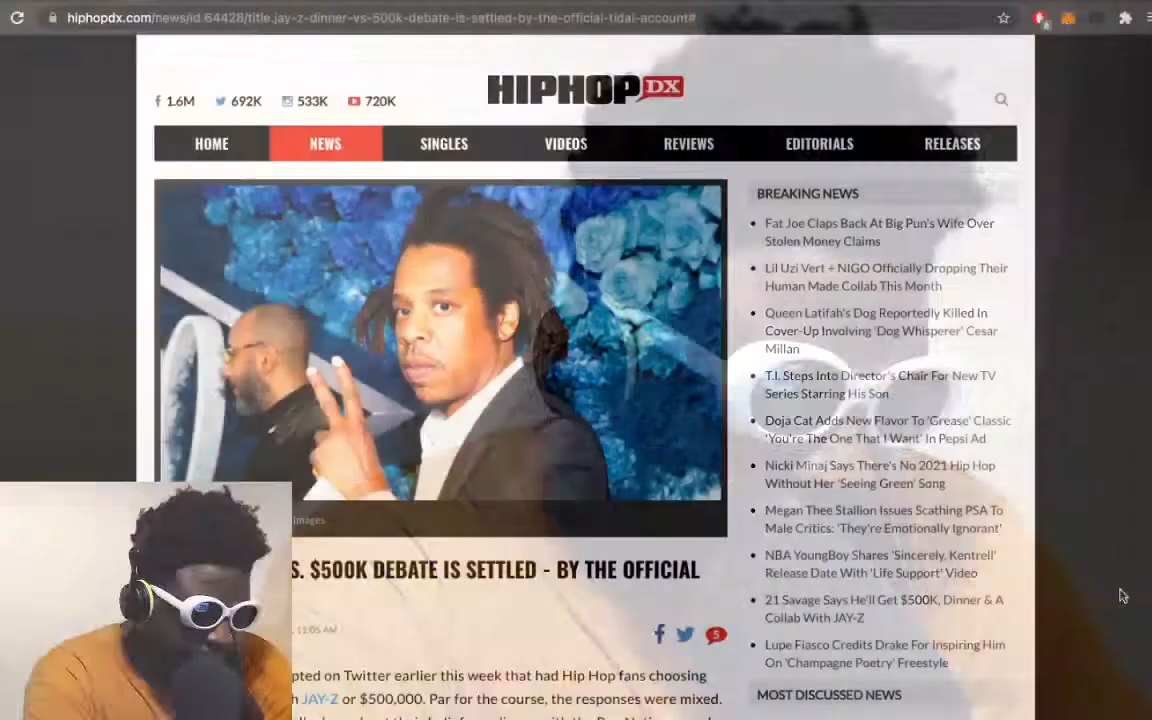 hiphopdx.com/news/id.64428/title.jay-z-dinner-vs-500k-debate-is-settled-by-the-official-tidal-account#
1.6M 692K 533K 720K
HIPHOP DX
HOME NEWS SINGLES VIDEOS REVIEWS EDITORIALS RELEASES
images
S. $500K DEBATE IS SETTLED - BY THE OFFICIAL
, 11:05 AM
5
pted on Twitter earlier this week that had Hip Hop fans choosing
h JAY-Z or $500,000. Par for the course, the responses were mixed.
BREAKING NEWS
Fat Joe Claps Back At Big Pun's Wife Over
Stolen Money Claims
Lil Uzi Vert + NIGO Officially Dropping Their
Human Made Collab This Month
Queen Latifah's Dog Reportedly Killed In
Cover-Up Involving 'Dog Whisperer' Cesar
Millan
T.I. Steps Into Director's Chair For New TV
Series Starring His Son
Doja Cat Adds New Flavor To 'Grease' Classic
'You're The One That I Want' In Pepsi Ad
Nicki Minaj Says There's No 2021 Hip Hop
Without Her 'Seeing Green' Song
Megan Thee Stallion Issues Scathing PSA To
Male Critics: 'They're Emotionally Ignorant'
NBA YoungBoy Shares 'Sincerely, Kentrell'
Release Date With 'Life Support' Video
21 Savage Says He'll Get $500K, Dinner & A
Collab With JAY-Z
Lupe Fiasco Credits Drake For Inspiring Him
On 'Champagne Poetry' Freestyle
MOST DISCUSSED NEWS